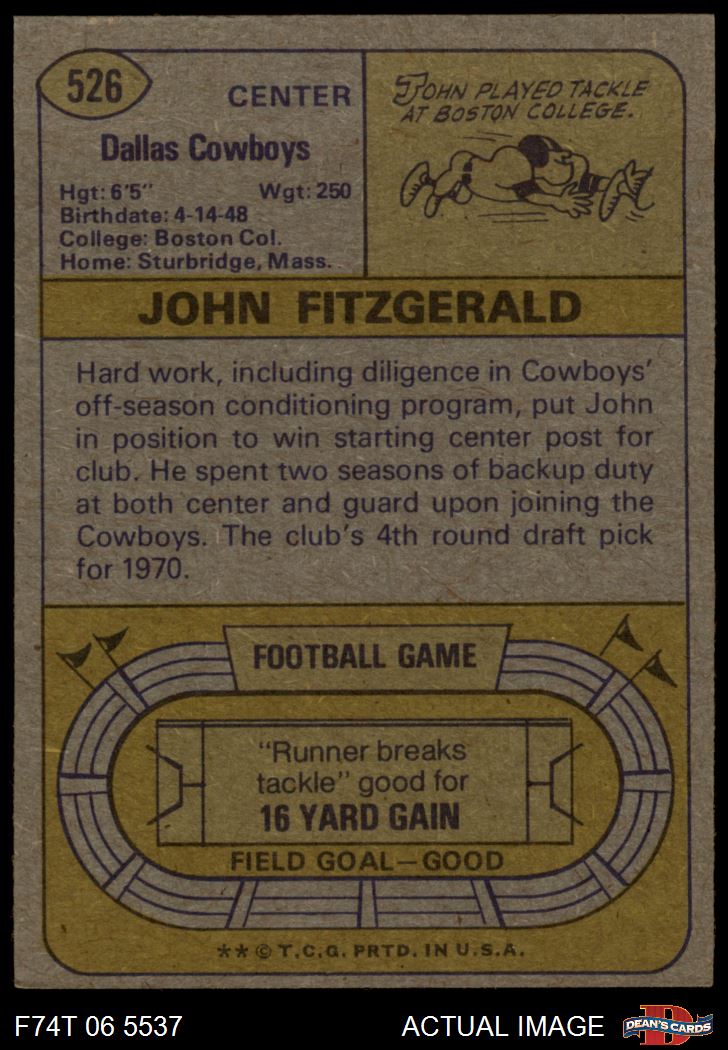 526
CENTER
Dallas Cowboys
Hgt: 6'5" Wgt: 250
Birthdate: 4-14-48
College: Boston Col.
Home: Sturbridge, Mass.
JOHN PLAYED TACKLE
AT BOSTON COLLEGE.
JOHN FITZGERALD
Hard work, including diligence in Cowboys'
off-season conditioning program, put John
in position to win starting center post for
club. He spent two seasons of backup duty
at both center and guard upon joining the
Cowboys. The club's 4th round draft pick
for 1970.
FOOTBALL GAME
"Runner breaks
tackle" good for
16 YARD GAIN
FIELD GOAL—GOOD
** © T.C.G. PRTD. IN U.S.A.
F74T 06 5537 ACTUAL IMAGE
DEAN'S CARDS